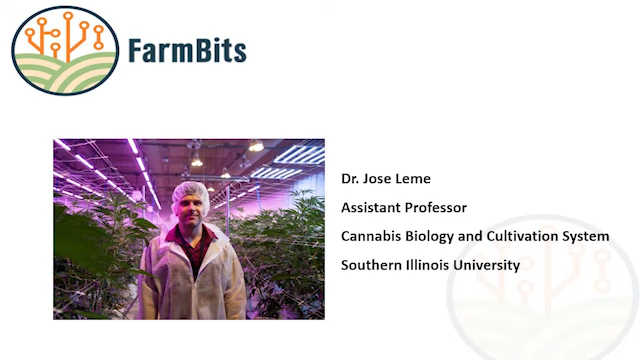 FarmBits
Dr. Jose Leme
Assistant Professor
Cannabis Biology and Cultivation System
Southern Illinois University